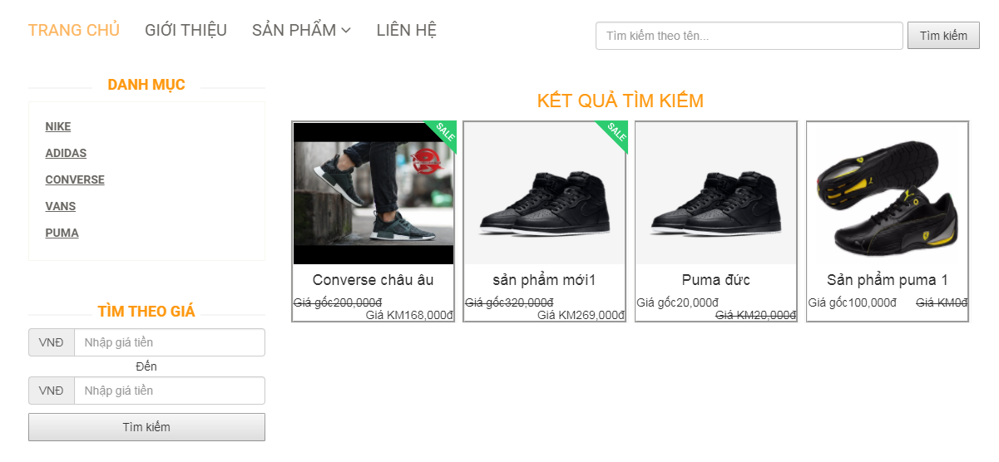 TRANG CHỦ GIỚI THIỆU SẢN PHẨM LIÊN HỆ
Tìm kiếm theo tên... Tìm kiếm
DANH MỤC
NIKE
ADIDAS
CONVERSE
VANS
PUMA
TÌM THEO GIÁ
VNĐ Nhập giá tiền
Đến
VNĐ Nhập giá tiền
Tìm kiếm
KẾT QUẢ TÌM KIẾM
SALE
Converse châu âu
Giá gốc200,000đ
Giá KM168,000đ
SALE
sản phẩm mới1
Giá gốc320,000đ
Giá KM269,000đ
Puma đức
Giá gốc20,000đ
Giá KM20,000đ
Sản phẩm puma 1
Giá gốc100,000đ Giá KM0đ